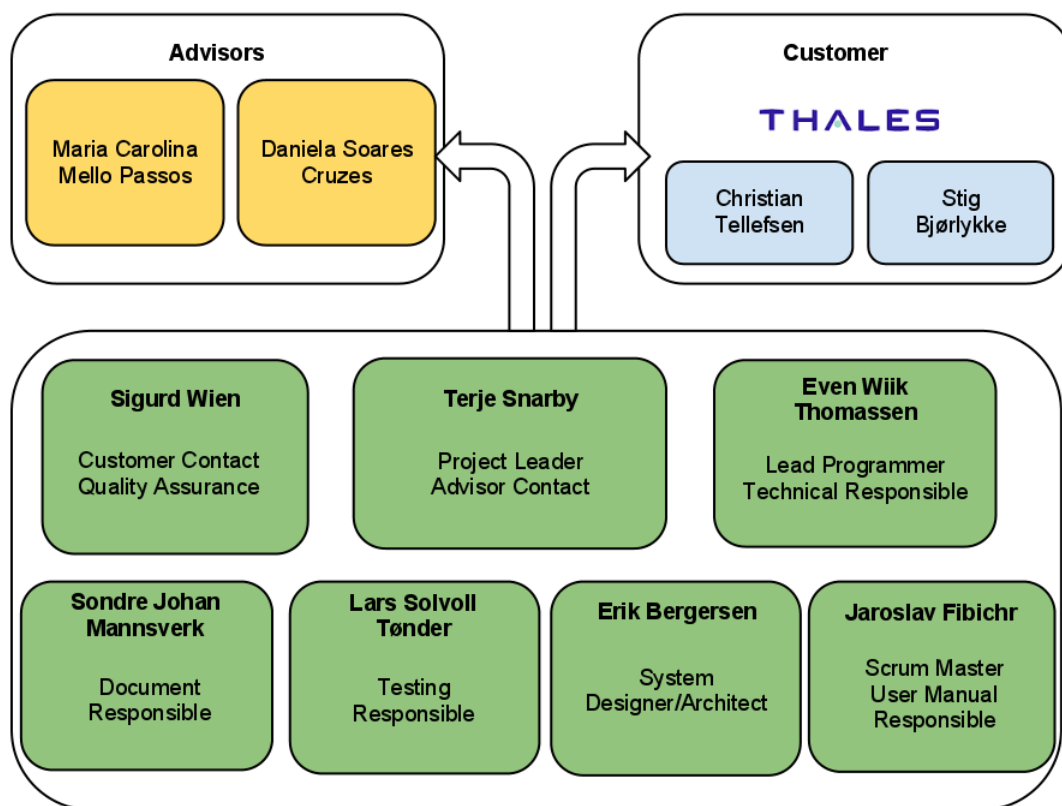 Advisors
Maria Carolina
Mello Passos
Daniela Soares
Cruzes
Customer
THALES
Christian
Tellefsen
Stig
Bjørlykke
Sigurd Wien
Customer Contact
Quality Assurance
Terje Snarby
Project Leader
Advisor Contact
Even Wiik
Thomassen
Lead Programmer
Technical Responsible
Sondre Johan
Mannsverk
Document
Responsible
Lars Solvoll
Tønder
Testing
Responsible
Erik Bergersen
System
Designer/Architect
Jaroslav Fibichr
Scrum Master
User Manual
Responsible